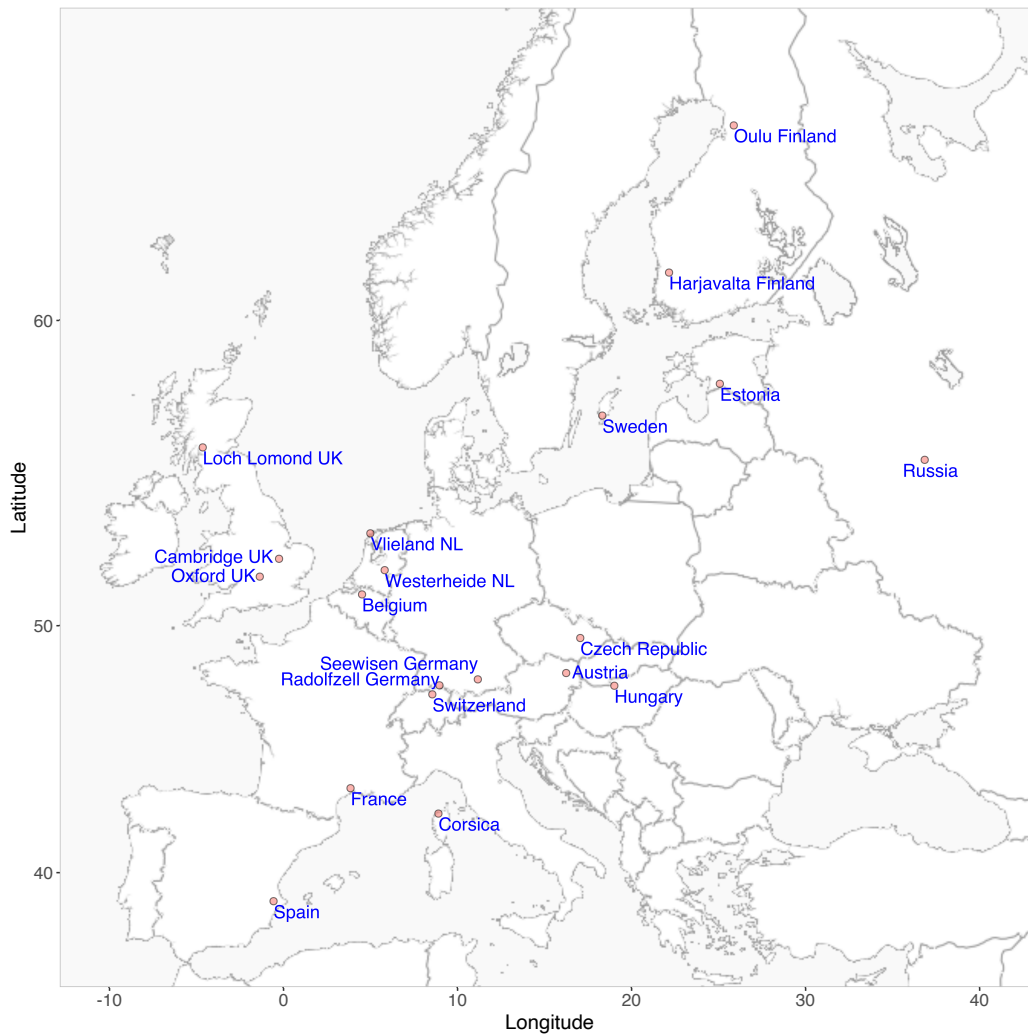 Oulu Finland
Harjavalta Finland
60
Estonia
Sweden
Loch Lomond UK
Russia
Latitude
Vlieland NL
Cambridge UK
Oxford UK
Westerheide NL
Belgium
50
Czech Republic
Seewisen Germany
Austria
Radolfzell Germany
Hungary
Switzerland
France
Corsica
40
Spain
-10 0 10 20 30 40
Longitude